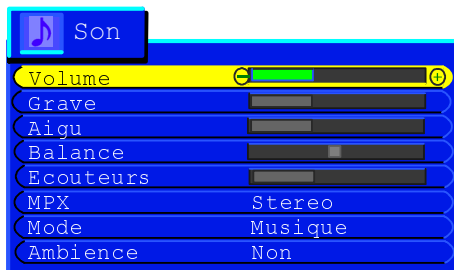 Son
Volume
Grave
Aigu
Balance
Ecouteurs
MPX Stereo
Mode Musique
Ambience Non